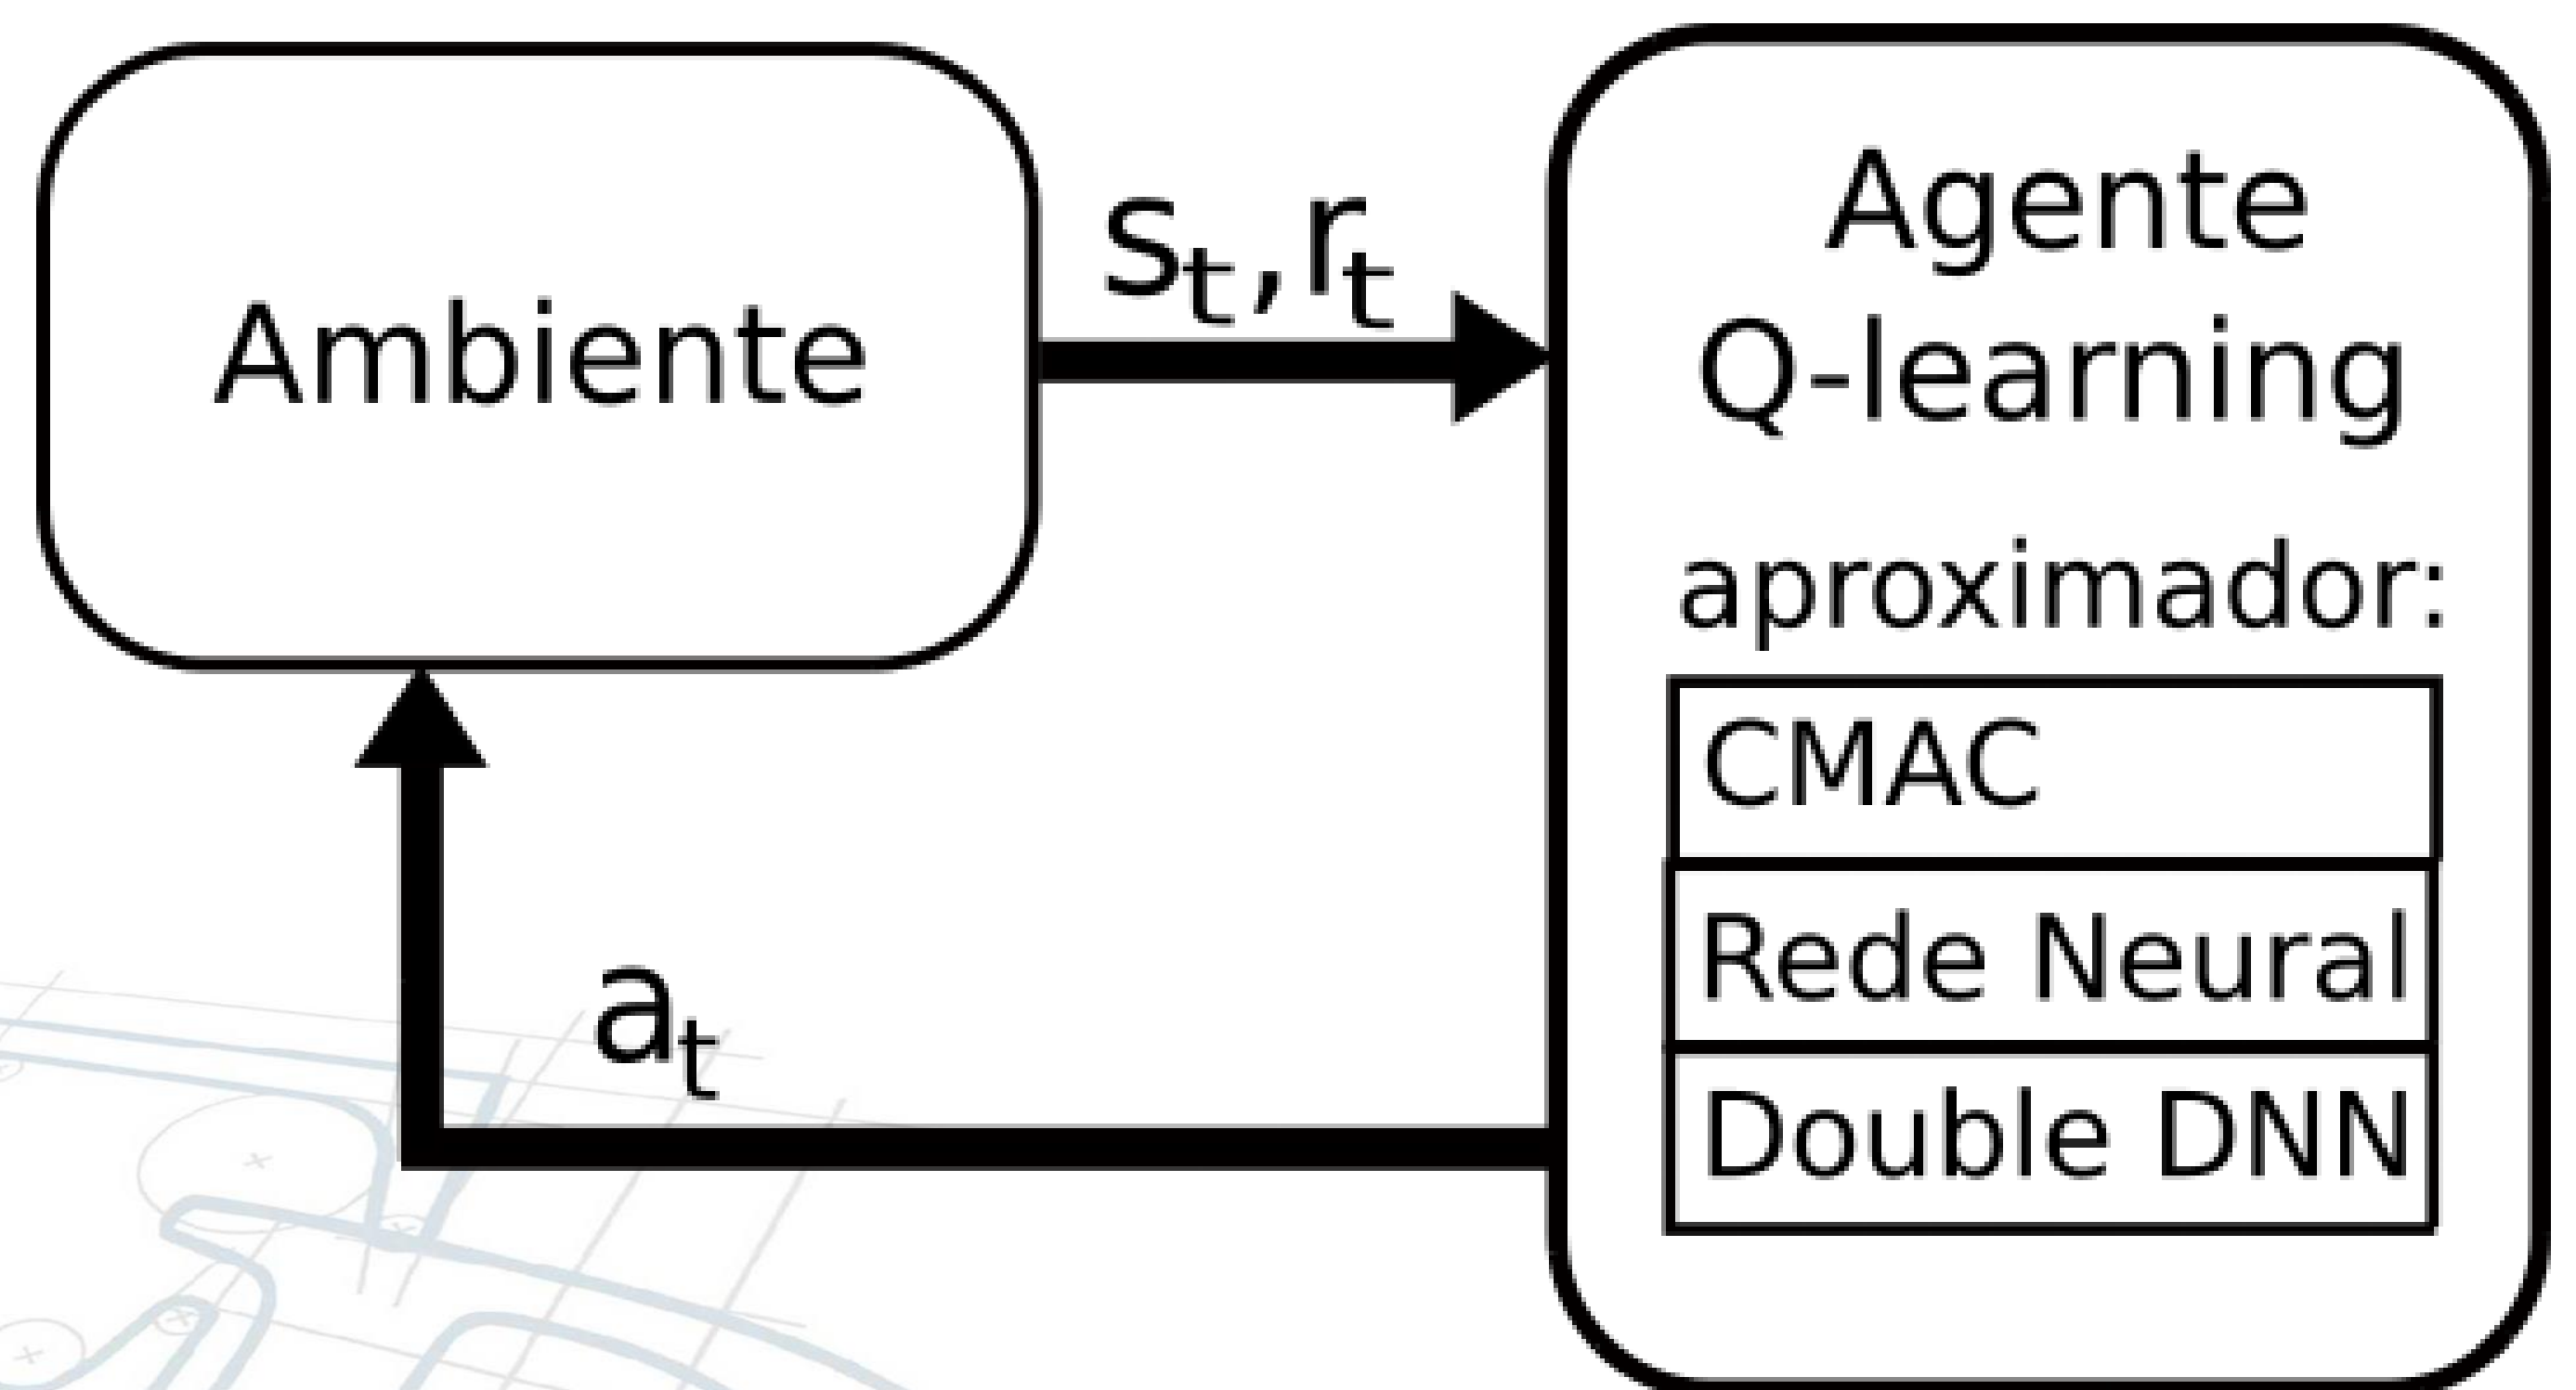 Ambiente
sₜ,rₜ
aₜ
Agente
Q-learning
aproximador:
CMAC
Rede Neural
Double DNN